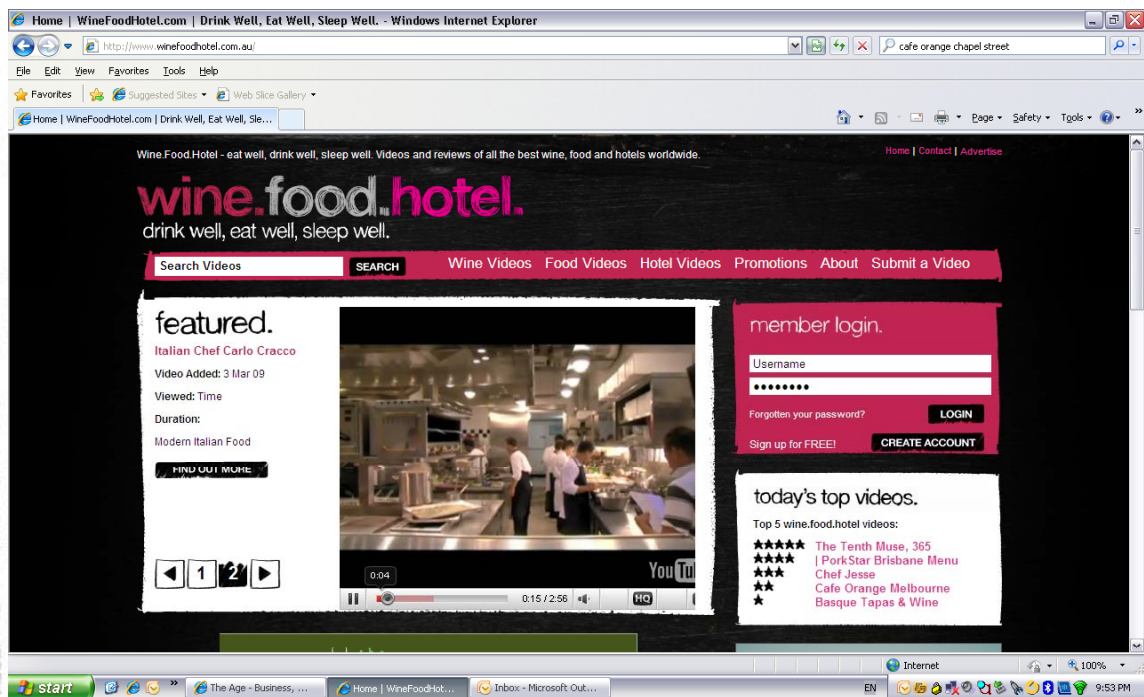 Home | WineFoodHotel.com | Drink Well, Eat Well, Sleep Well. - Windows Internet Explorer
http://www.winefoodhotel.com.au/
cafe orange chapel street
File Edit View Favorites Tools Help
Favorites Suggested Sites Web Slice Gallery
Home | WineFoodHotel.com | Drink Well, Eat Well, Sle...
Page Safety Tools
Wine.Food.Hotel - eat well, drink well, sleep well. Videos and reviews of all the best wine, food and hotels worldwide.
Home | Contact | Advertise
wine.food.hotel.
drink well, eat well, sleep well.
Search Videos SEARCH Wine Videos Food Videos Hotel Videos Promotions About Submit a Video
featured.
Italian Chef Carlo Cracco
Video Added: 3 Mar 09
Viewed: Time
Duration:
Modern Italian Food
FIND OUT MORE
1 2
YouTu
0:04
0:15 / 2:56 HQ
member login.
Username
Forgotten your password? LOGIN
Sign up for FREE! CREATE ACCOUNT
today's top videos.
Top 5 wine.food.hotel videos:
The Tenth Muse, 365
| PorkStar Brisbane Menu
Chef Jesse
Cafe Orange Melbourne
Basque Tapas & Wine
Internet 100%
start The Age - Business, ... Home | WineFoodHot... Inbox - Microsoft Out... EN 9:53 PM